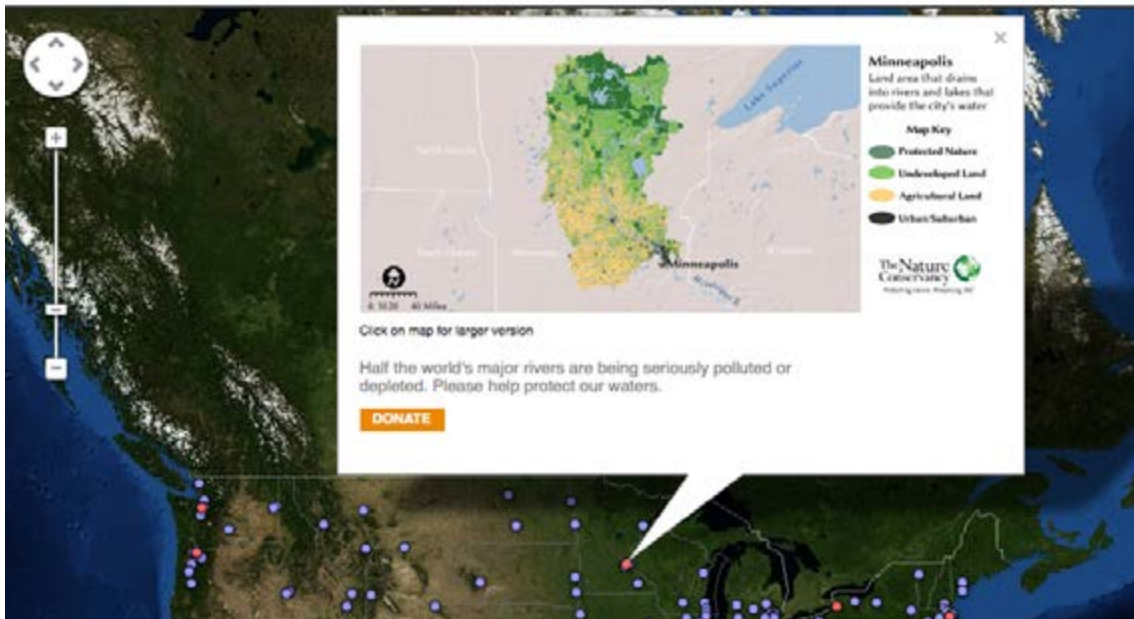 Minneapolis
Land area that drains
into rivers and lakes that
provide the city's water
Map Key
Protected Nature
Undeveloped Land
Agricultural Land
Urban/Suburban
Lake Superior
Minneapolis
The Nature
Conservancy
40 Miles
Click on map for larger version
Half the world's major rivers are being seriously polluted or
depleted. Please help protect our waters.
DONATE